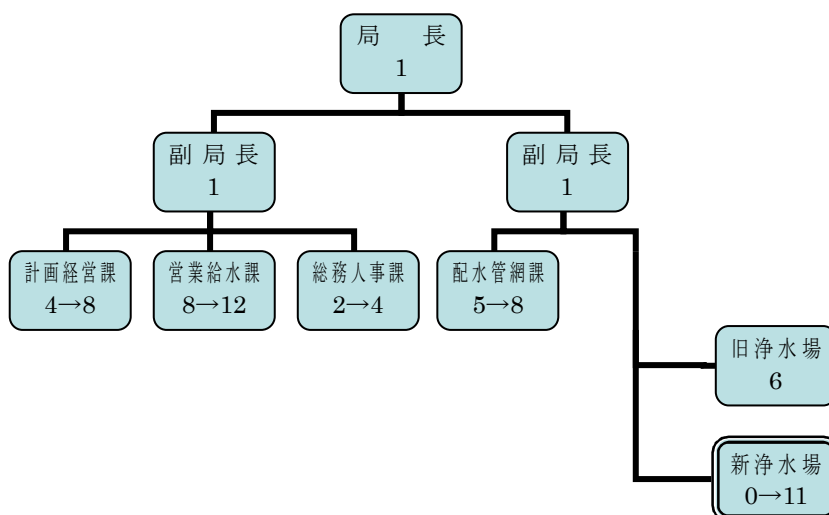 局　長
1
副局長
1
副局長
1
計画経営課
4→8
営業給水課
8→12
総務人事課
2→4
配水管網課
5→8
旧浄水場
6
新浄水場
0→11